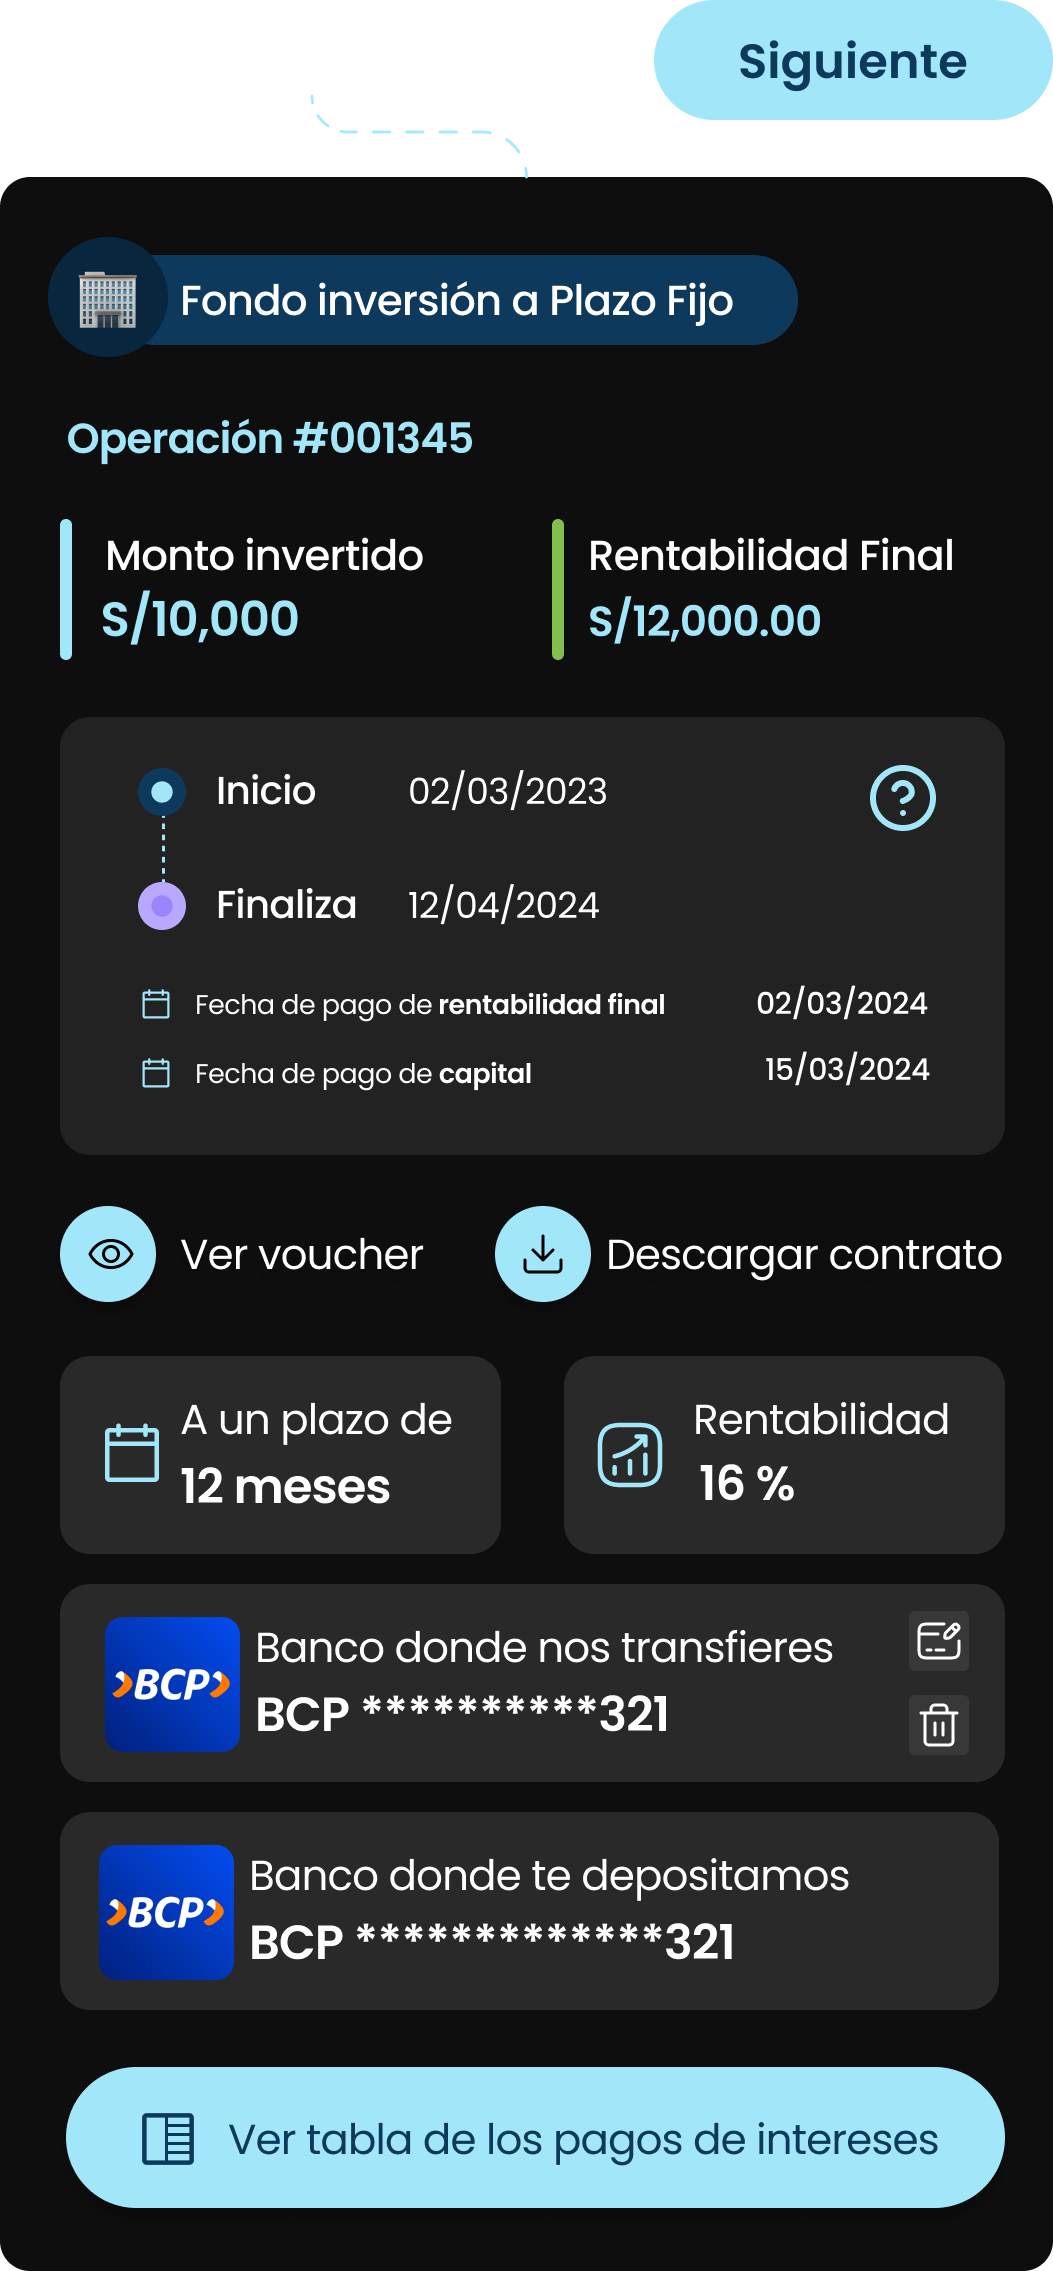 Siguiente
Fondo inversión a Plazo Fijo
Operación #001345
Monto invertido
S/10,000
Rentabilidad Final
S/12,000.00
Inicio 02/03/2023
Finaliza 12/04/2024
Fecha de pago de rentabilidad final 02/03/2024
Fecha de pago de capital 15/03/2024
Ver voucher
Descargar contrato
A un plazo de
12 meses
Rentabilidad
16 %
BCP
Banco donde nos transfieres
BCP **********321
BCP
Banco donde te depositamos
BCP *************321
Ver tabla de los pagos de intereses